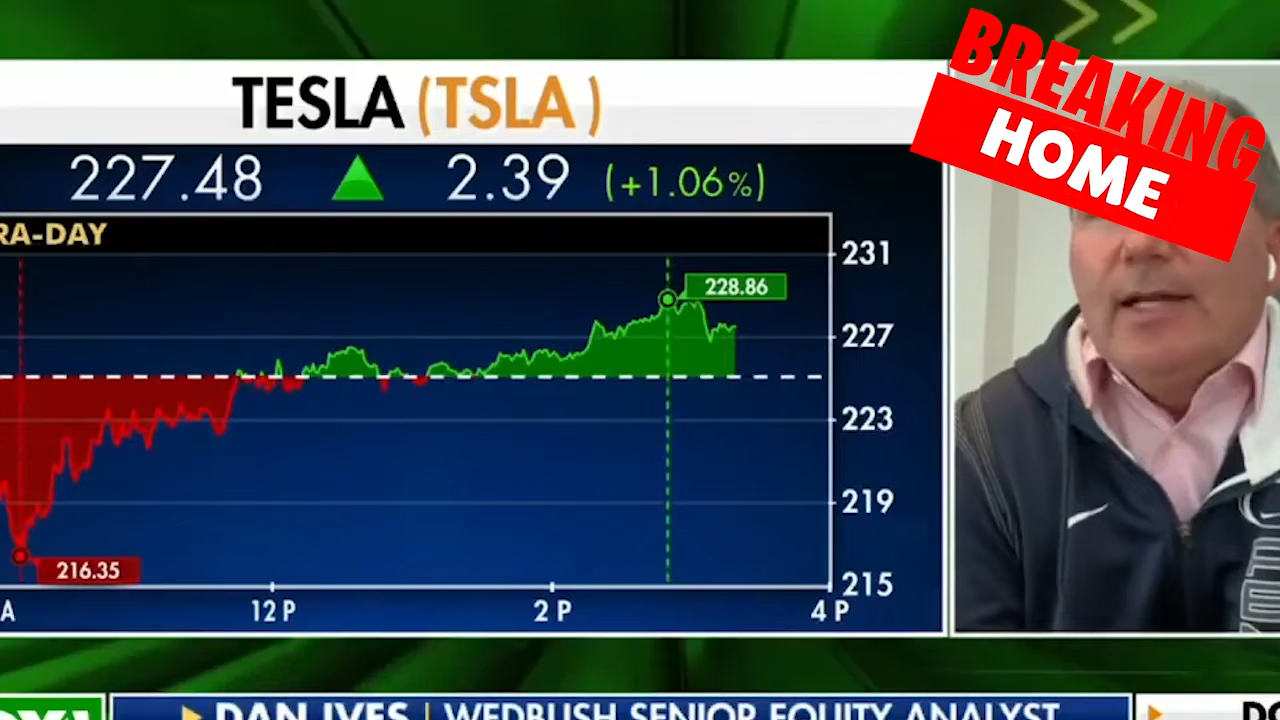 BREAKING
HOME
TESLA (TSLA)
227.48 ▲ 2.39 (+1.06%)
RA-DAY
231
228.86
227
223
219
216.35
215
A 12 P 2 P 4 P
DAN IVES | WEDBUSH SENIOR EQUITY ANALYST